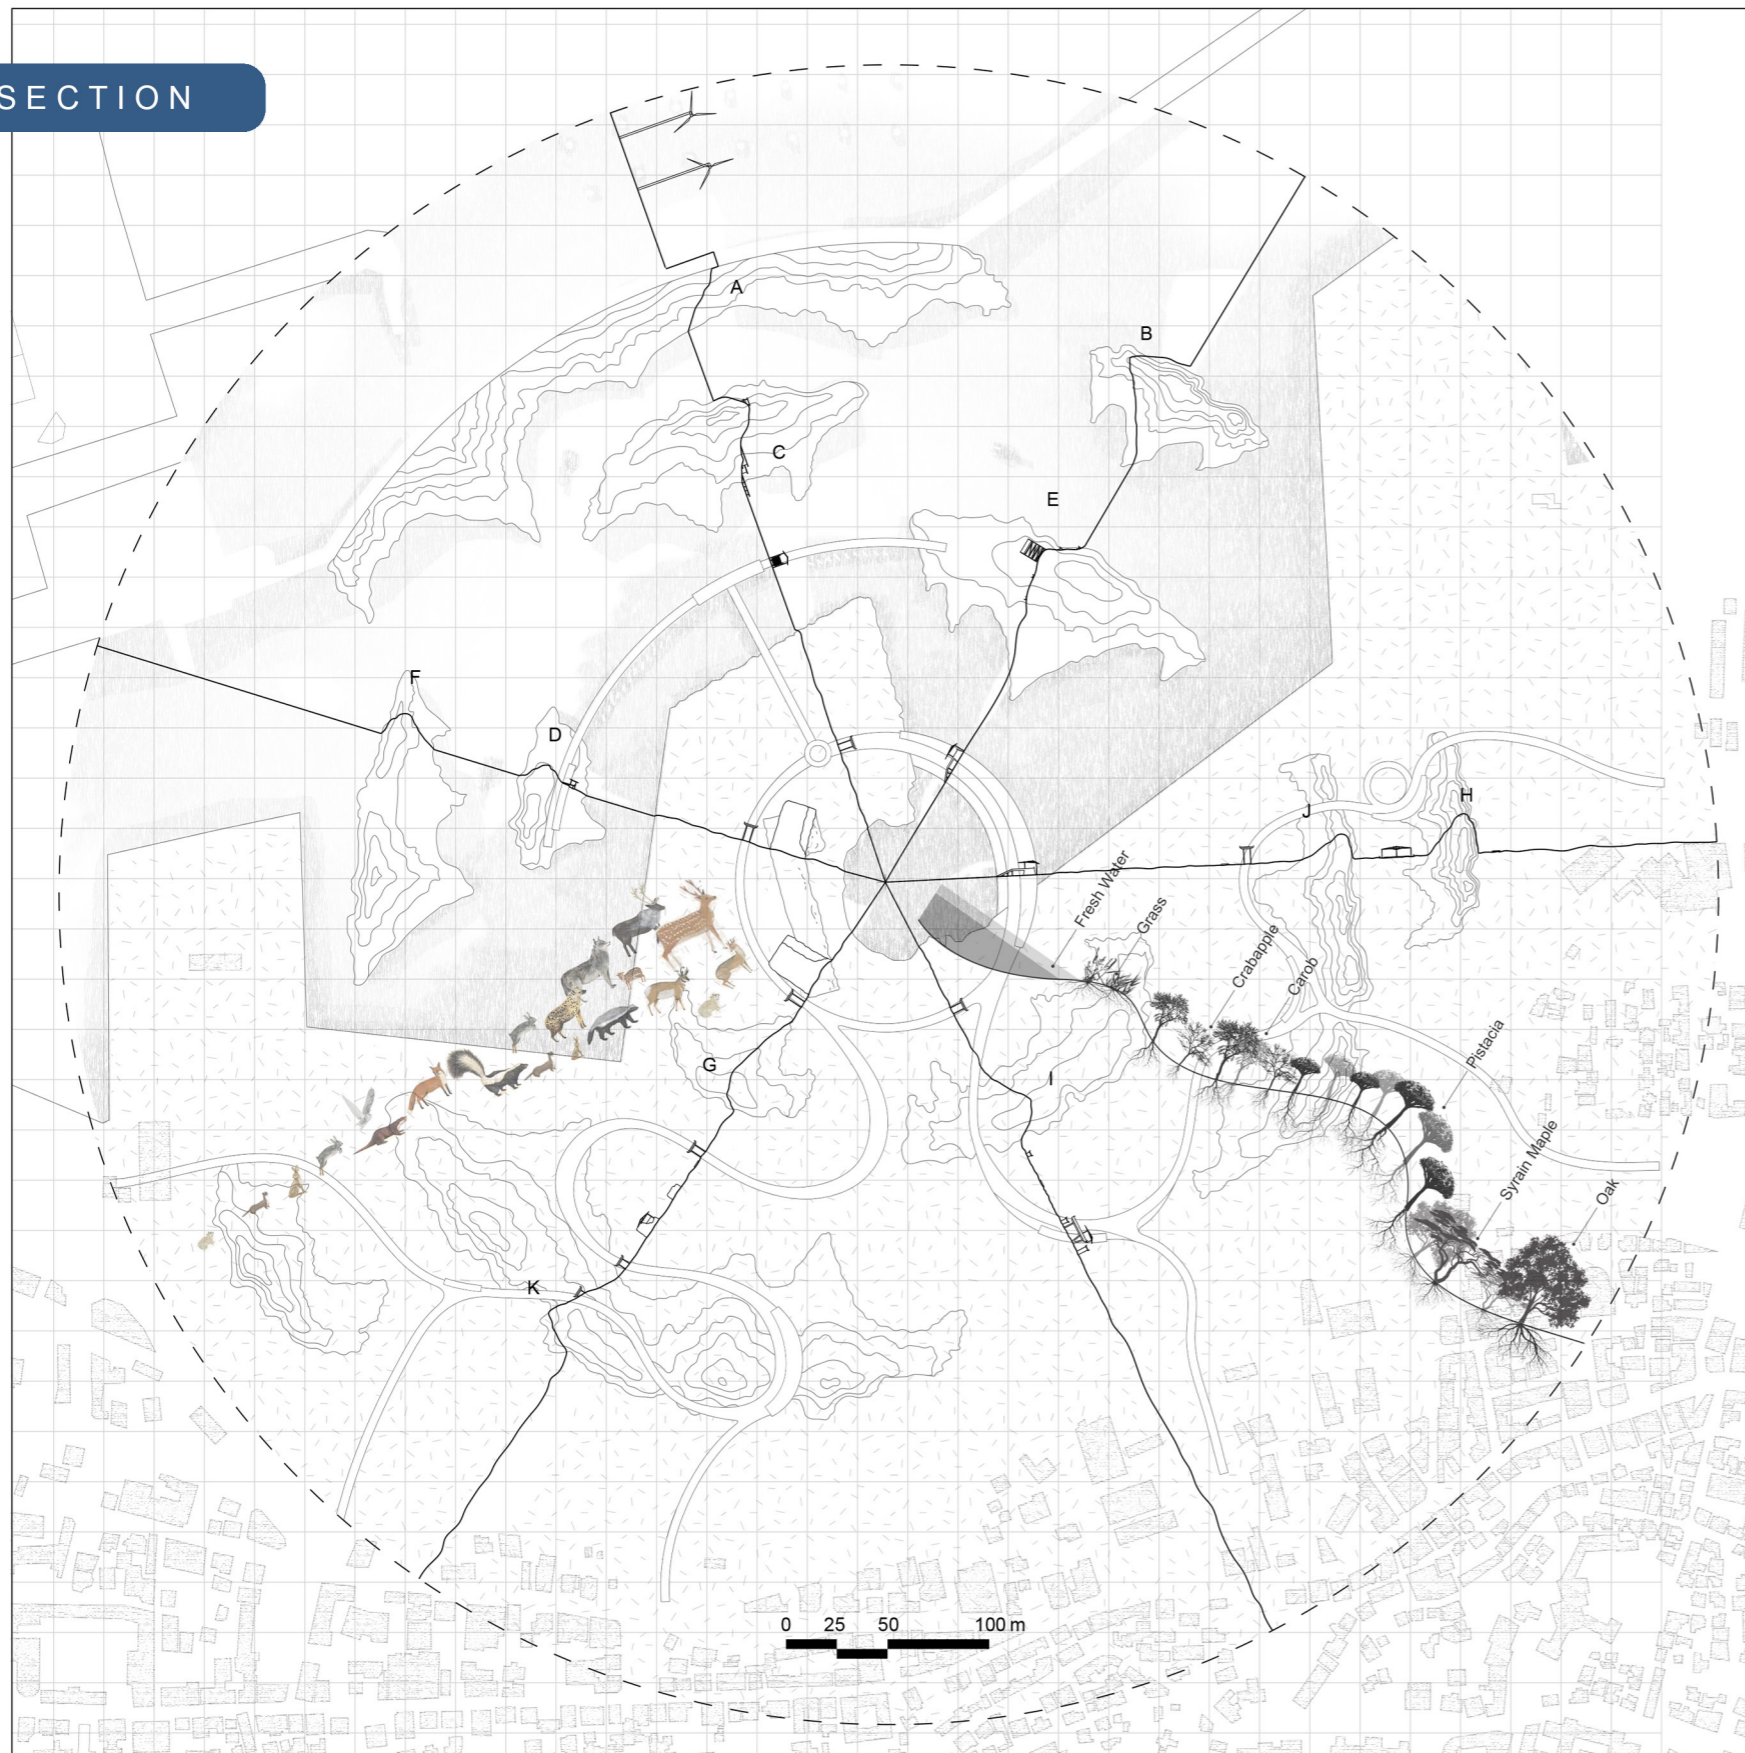 SECTION
A
B
C
E
F
D
H
J
Fresh Water
Grass
Crabapple
Carob
G
I
Pistacia
Syrain Maple
Oak
K
0 25 50 100 m